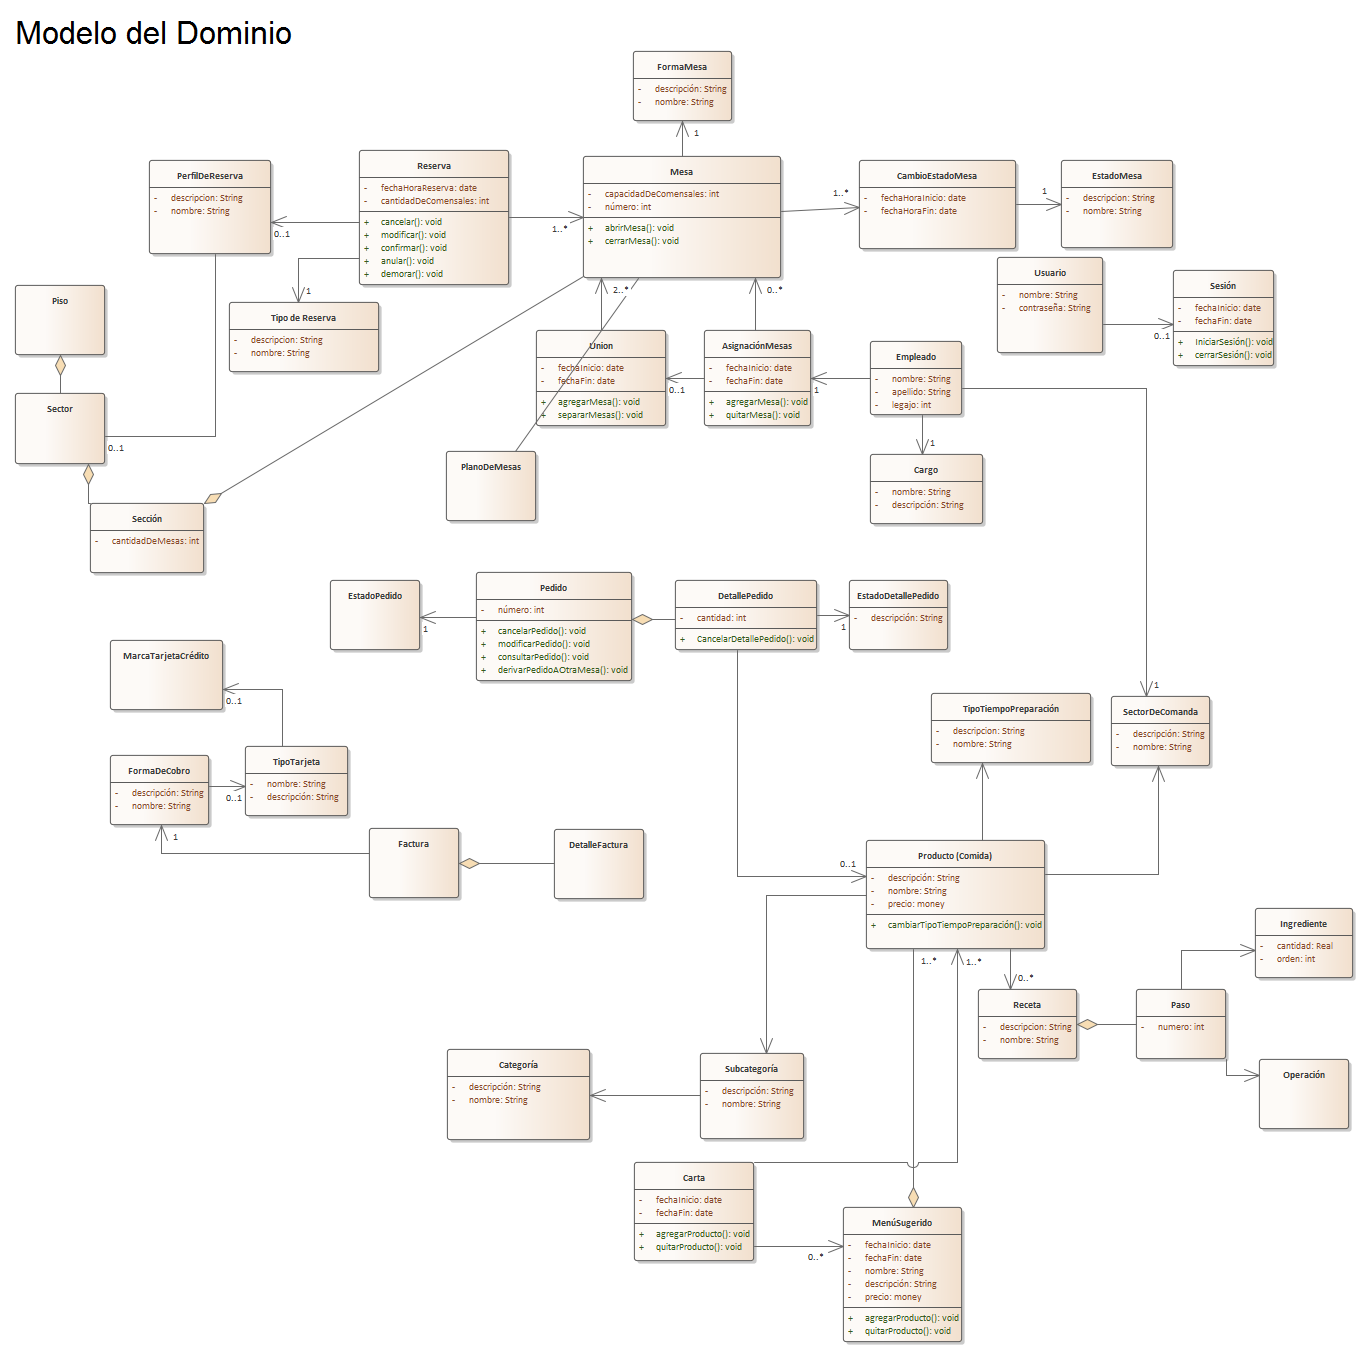 Modelo del Dominio
FormaMesa
- descripción: String
- nombre: String
1
PerfilDeReserva
- descripcion: String
- nombre: String
0..1
Reserva
- fechaHoraReserva: date
- cantidadDeComensales: int
+ cancelar(): void
+ modificar(): void
+ confirmar(): void
+ anular(): void
+ demorar(): void
1..*
Mesa
- capacidadDeComensales: int
- número: int
+ abrirMesa(): void
+ cerrarMesa(): void
1..*
CambioEstadoMesa
- fechaHoraInicio: date
- fechaHoraFin: date
1
EstadoMesa
- descripcion: String
- nombre: String
Usuario
- nombre: String
- contraseña: String
0..1
Sesión
- fechaInicio: date
- fechaFin: date
+ IniciarSesión(): void
+ cerrarSesión(): void
Piso
1
Tipo de Reserva
- descripcion: String
- nombre: String
2..*
0..*
Union
- fechaInicio: date
- fechaFin: date
+ agregarMesa(): void
+ separarMesas(): void
0..1
AsignaciónMesas
- fechaInicio: date
- fechaFin: date
+ agregarMesa(): void
+ quitarMesa(): void
1
Empleado
- nombre: String
- apellido: String
- legajo: int
1
Sector
0..1
PlanoDeMesas
Cargo
- nombre: String
- descripción: String
Sección
- cantidadDeMesas: int
EstadoPedido
1
Pedido
- número: int
+ cancelarPedido(): void
+ modificarPedido(): void
+ consultarPedido(): void
+ derivarPedidoAOtraMesa(): void
DetallePedido
- cantidad: int
+ CancelarDetallePedido(): void
1
EstadoDetallePedido
- descripción: String
MarcaTarjetaCrédito
0..1
TipoTiempoPreparación
- descripcion: String
- nombre: String
1
SectorDeComanda
- descripción: String
- nombre: String
FormaDeCobro
- descripción: String
- nombre: String
0..1
TipoTarjeta
- nombre: String
- descripción: String
1
Factura
DetalleFactura
0..1
Producto (Comida)
- descripción: String
- nombre: String
- precio: money
+ cambiarTipoTiempoPreparación(): void
1..*
1..*
0..*
Ingrediente
- cantidad: Real
- orden: int
Receta
- descripcion: String
- nombre: String
Paso
- numero: int
Operación
Categoría
- descripción: String
- nombre: String
Subcategoría
- descripción: String
- nombre: String
Carta
- fechaInicio: date
- fechaFin: date
+ agregarProducto(): void
+ quitarProducto(): void
0..*
MenúSugerido
- fechaInicio: date
- fechaFin: date
- nombre: String
- descripción: String
- precio: money
+ agregarProducto(): void
+ quitarProducto(): void